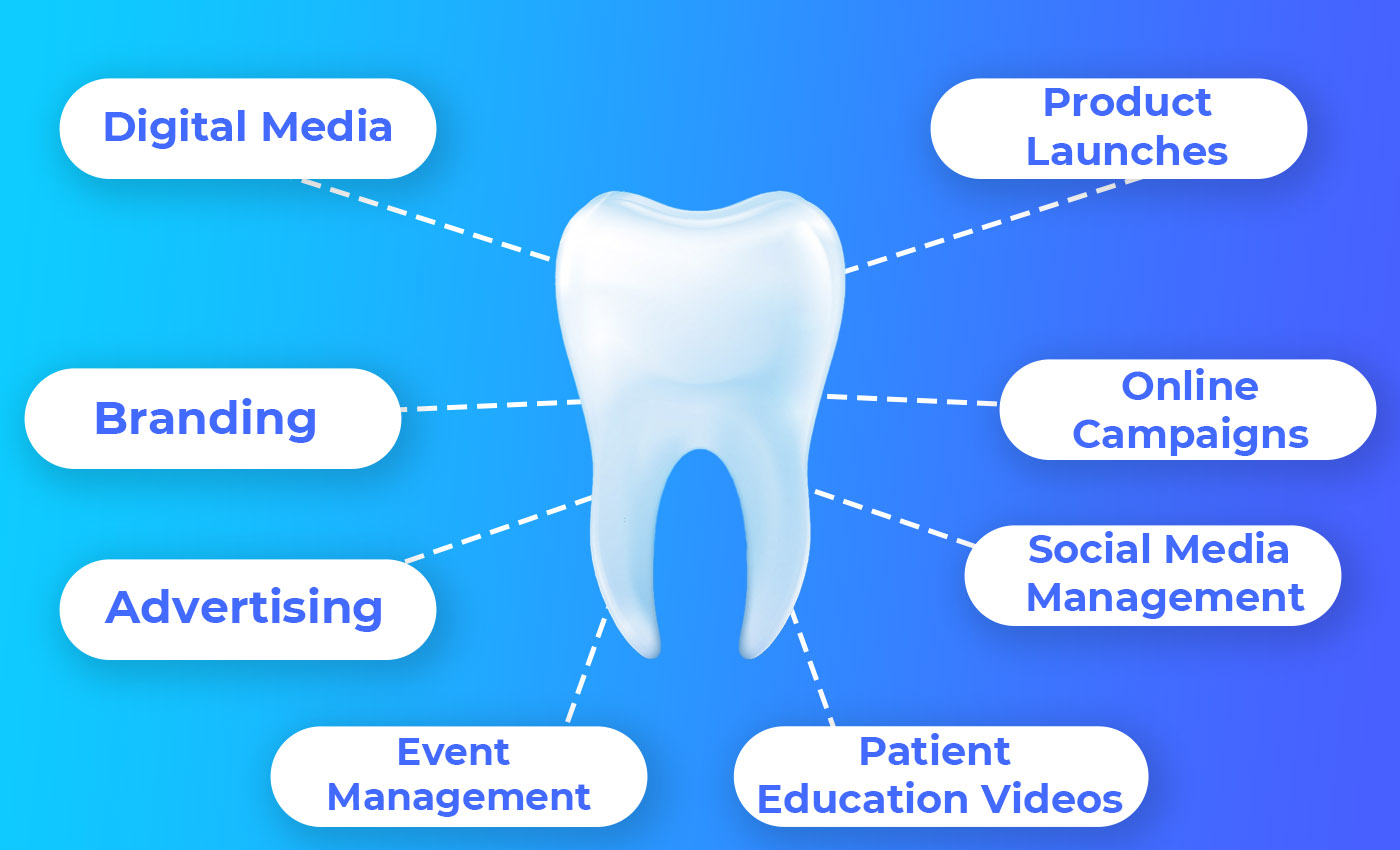 Digital Media
Product
Launches
Branding
Online
Campaigns
Advertising
Social Media
Management
Event
Management
Patient
Education Videos